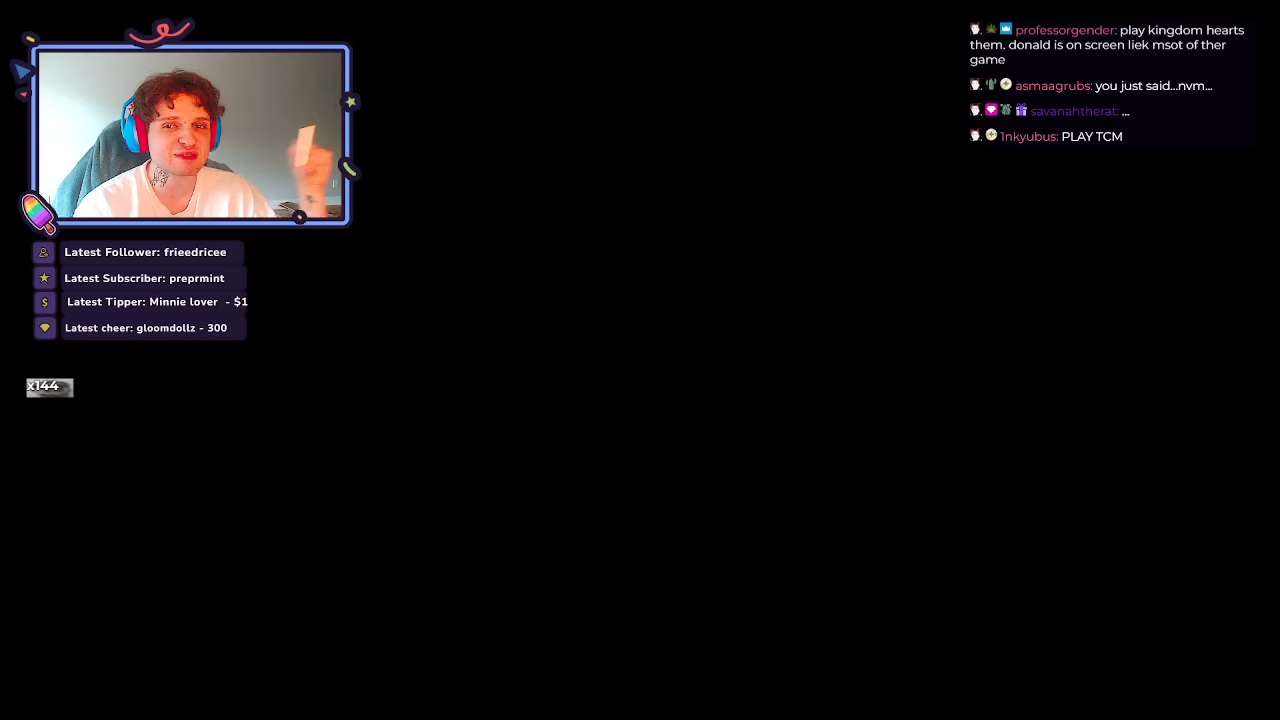 professorgender: play kingdom hearts
them. donald is on screen liek msot of ther
game
asmaagrubs: you just said...nvm...
savanahtherat: ...
1nkyubus: PLAY TCM
Latest Follower: frieedricee
Latest Subscriber: preprmint
Latest Tipper: Minnie lover - $1
Latest cheer: gloomdollz - 300
x144